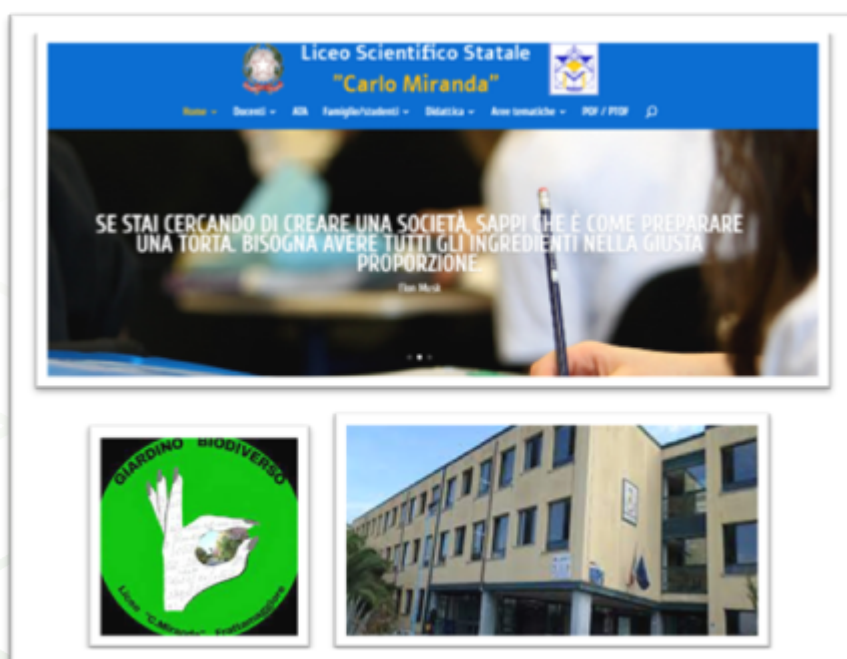 Liceo Scientifico Statale
"Carlo Miranda"
Home Docenti ATA Famiglie/studenti Didattica Aree tematiche POF / PTOF
SE STAI CERCANDO DI CREARE UNA SOCIETÀ, SAPPI CHE È COME PREPARARE
UNA TORTA. BISOGNA AVERE TUTTI GLI INGREDIENTI NELLA GIUSTA
PROPORZIONE.
Elon Musk
GIARDINO BIODIVERSO
Liceo "C.Miranda" Frattamaggiore